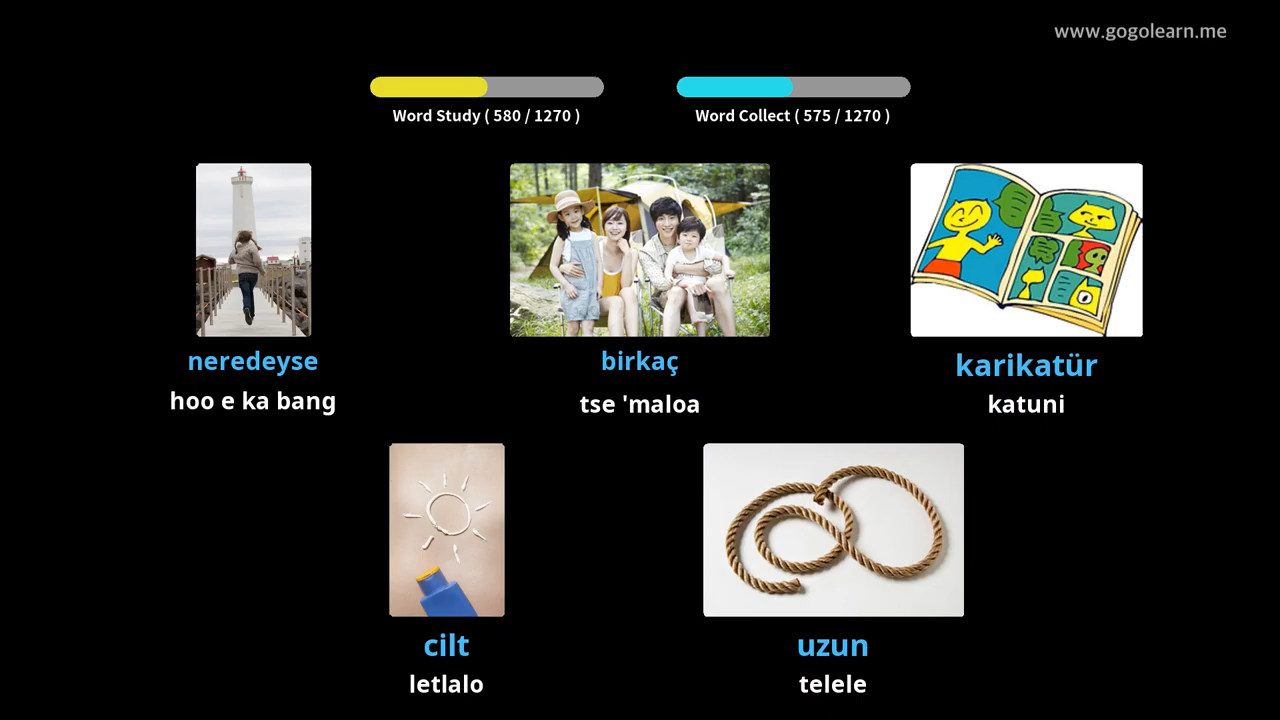 www.gogolearn.me
Word Study ( 580 / 1270 )
Word Collect ( 575 / 1270 )
neredeyse
hoo e ka bang
birkaç
tse 'maloa
karikatür
katuni
cilt
letlalo
uzun
telele